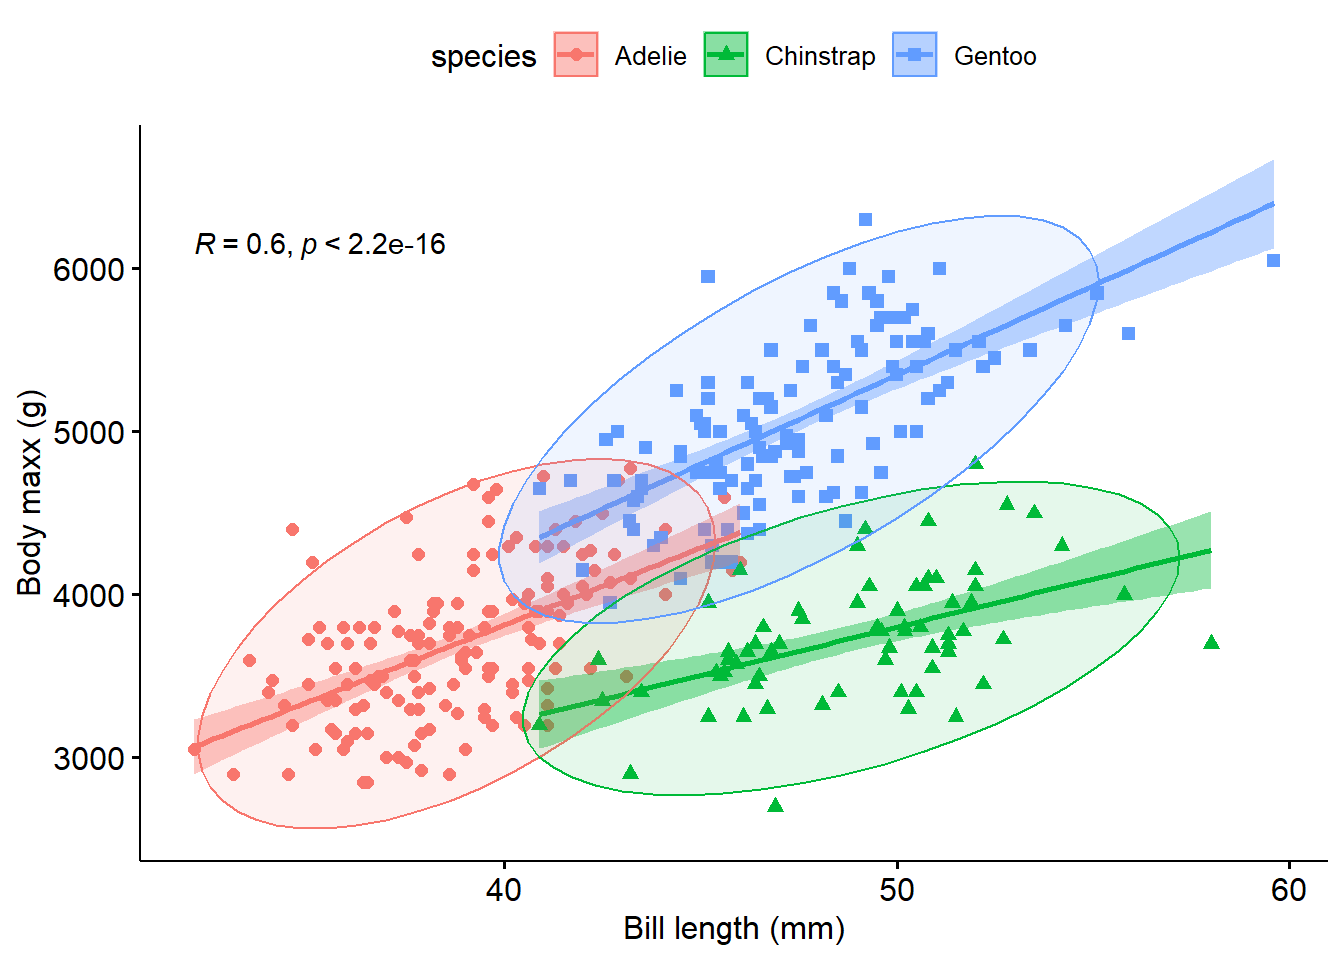 species Adelie Chinstrap Gentoo
R = 0.6, p < 2.2e-16
6000
5000
4000
3000
Body maxx (g)
40 50 60
Bill length (mm)